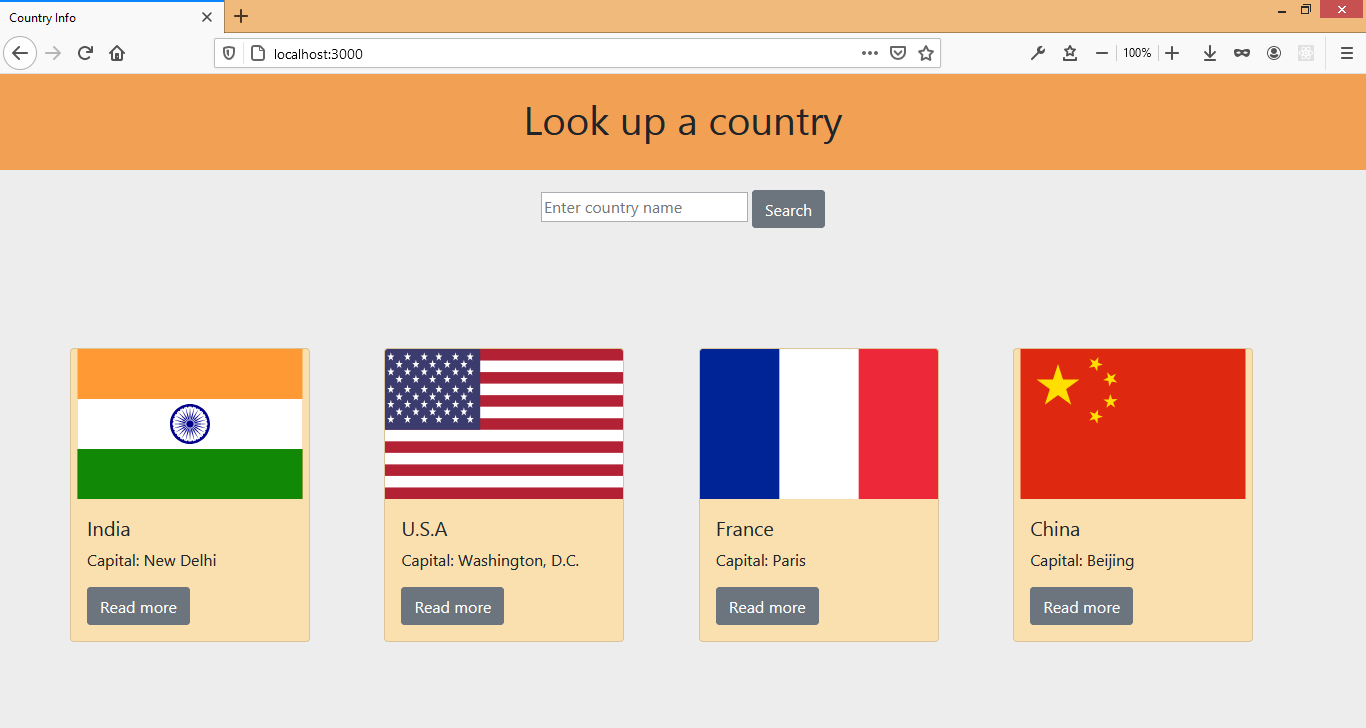 Country Info
localhost:3000
100%
Look up a country
Enter country name
Search
India
Capital: New Delhi
Read more
U.S.A
Capital: Washington, D.C.
Read more
France
Capital: Paris
Read more
China
Capital: Beijing
Read more